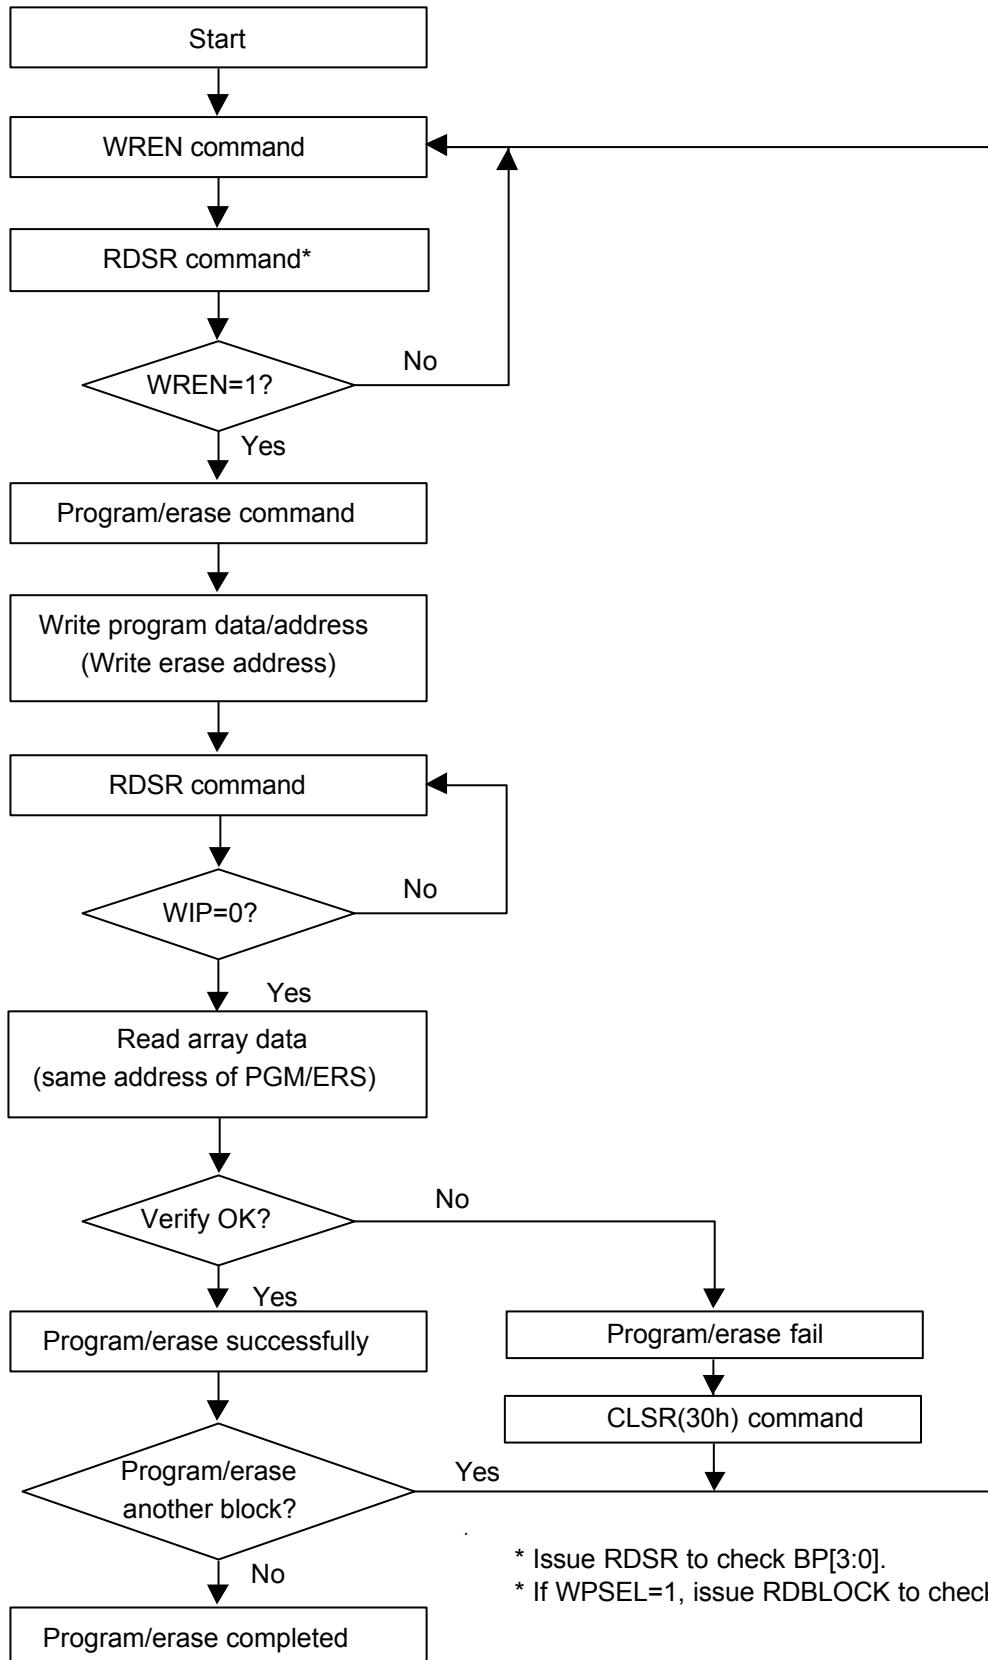 Start
WREN command
RDSR command*
WREN=1?
No
Yes
Program/erase command
Write program data/address
(Write erase address)
RDSR command
WIP=0?
No
Yes
Read array data
(same address of PGM/ERS)
Verify OK?
No
Yes
Program/erase successfully
Program/erase fail
CLSR(30h) command
Program/erase
another block?
Yes
No
* Issue RDSR to check BP[3:0].
* If WPSEL=1, issue RDBLOCK to check
Program/erase completed